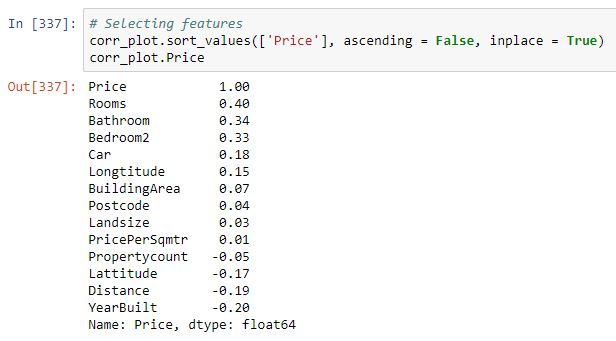 In [337]: # Selecting features
corr_plot.sort_values(['Price'], ascending = False, inplace = True)
corr_plot.Price
Out[337]: Price 1.00
Rooms 0.40
Bathroom 0.34
Bedroom2 0.33
Car 0.18
Longtitude 0.15
BuildingArea 0.07
Postcode 0.04
Landsize 0.03
PricePerSqmtr 0.01
Propertycount -0.05
Lattitude -0.17
Distance -0.19
YearBuilt -0.20
Name: Price, dtype: float64